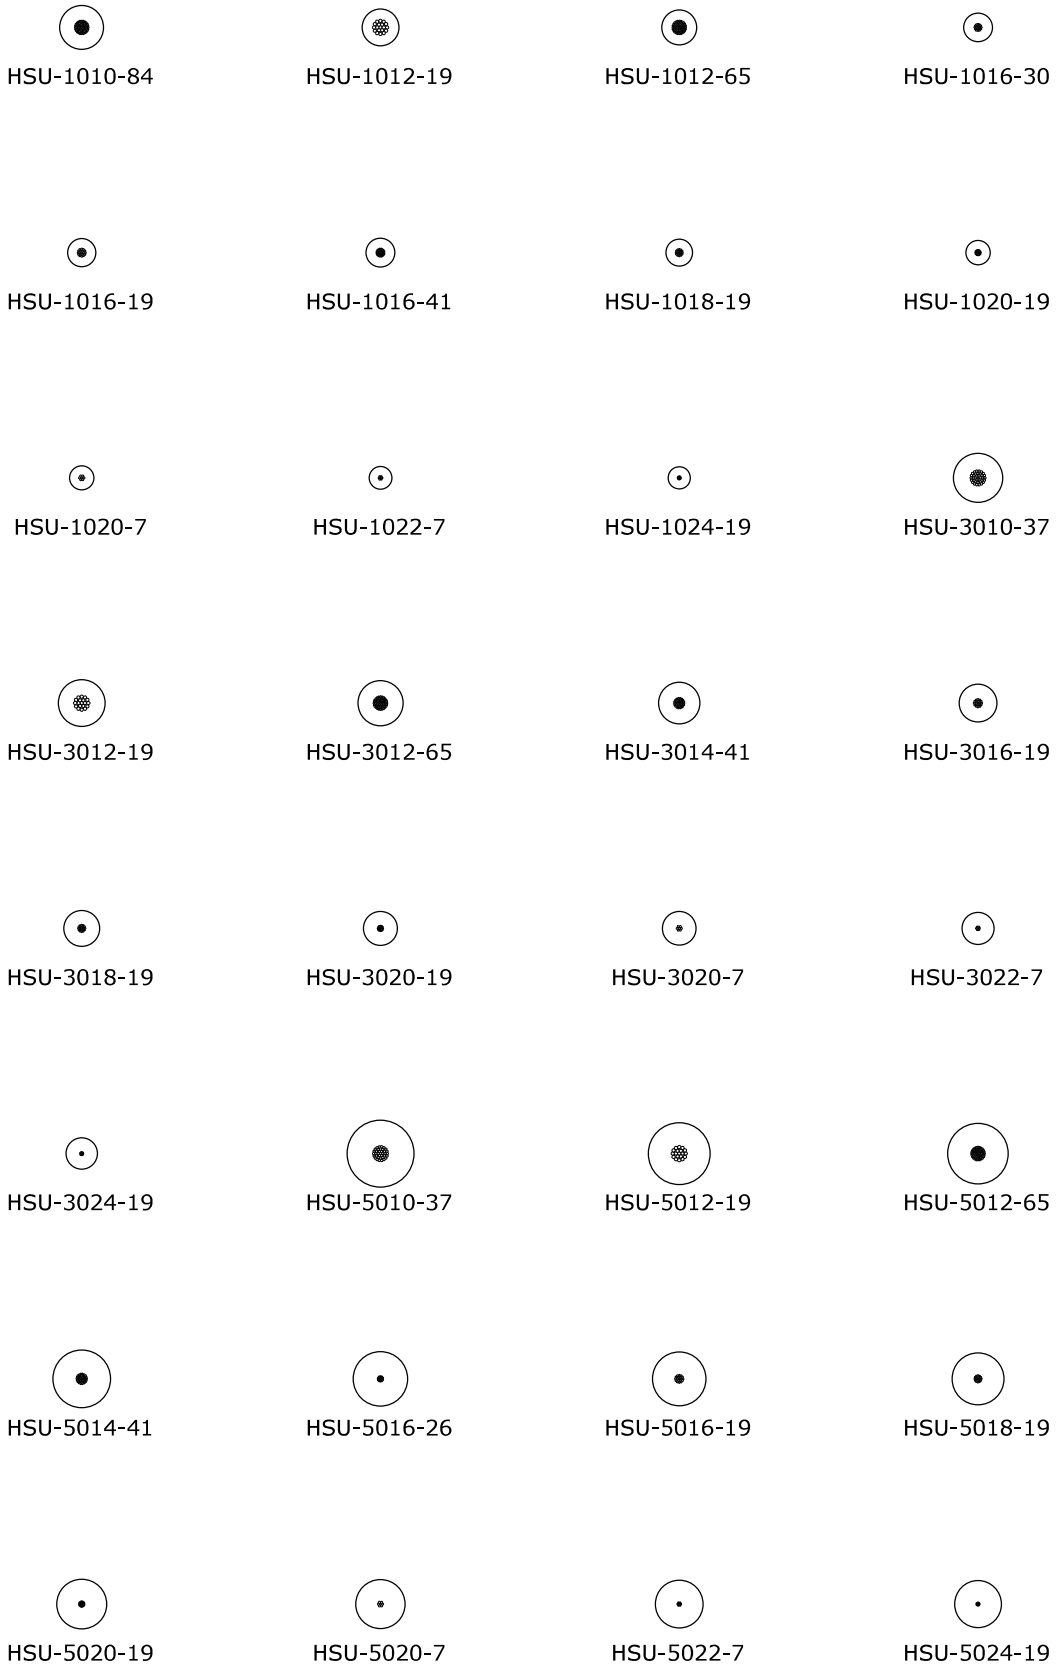 HSU-1010-84 HSU-1012-19 HSU-1012-65 HSU-1016-30
HSU-1016-19 HSU-1016-41 HSU-1018-19 HSU-1020-19
HSU-1020-7 HSU-1022-7 HSU-1024-19 HSU-3010-37
HSU-3012-19 HSU-3012-65 HSU-3014-41 HSU-3016-19
HSU-3018-19 HSU-3020-19 HSU-3020-7 HSU-3022-7
HSU-3024-19 HSU-5010-37 HSU-5012-19 HSU-5012-65
HSU-5014-41 HSU-5016-26 HSU-5016-19 HSU-5018-19
HSU-5020-19 HSU-5020-7 HSU-5022-7 HSU-5024-19